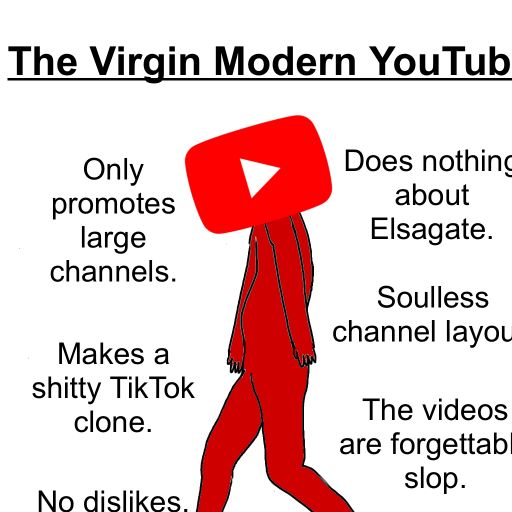 The Virgin Modern YouTub
Only
promotes
large
channels.
Does nothing
about
Elsagate.
Soulless
channel layou
Makes a
shitty TikTok
clone.
The videos
are forgettabl
slop.
No dislikes.